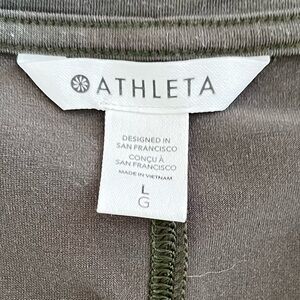 ATHLETA
DESIGNED IN
SAN FRANCISCO
CONÇU À
SAN FRANCISCO
MADE IN VIETNAM
L
G